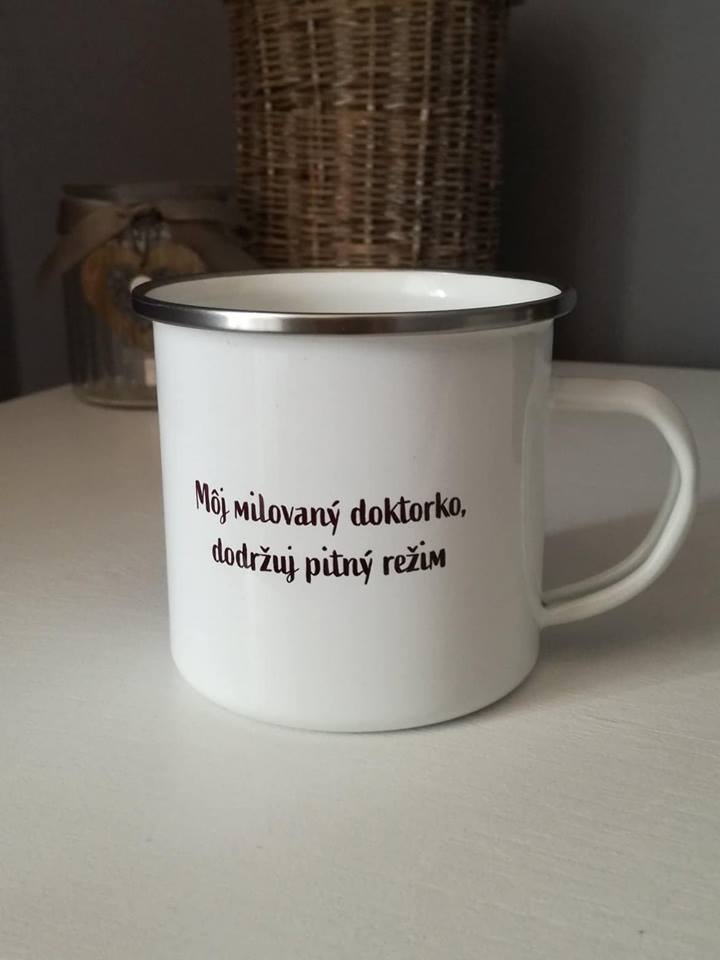 Môj milovaný doktorko,
dodržuj pitný režim